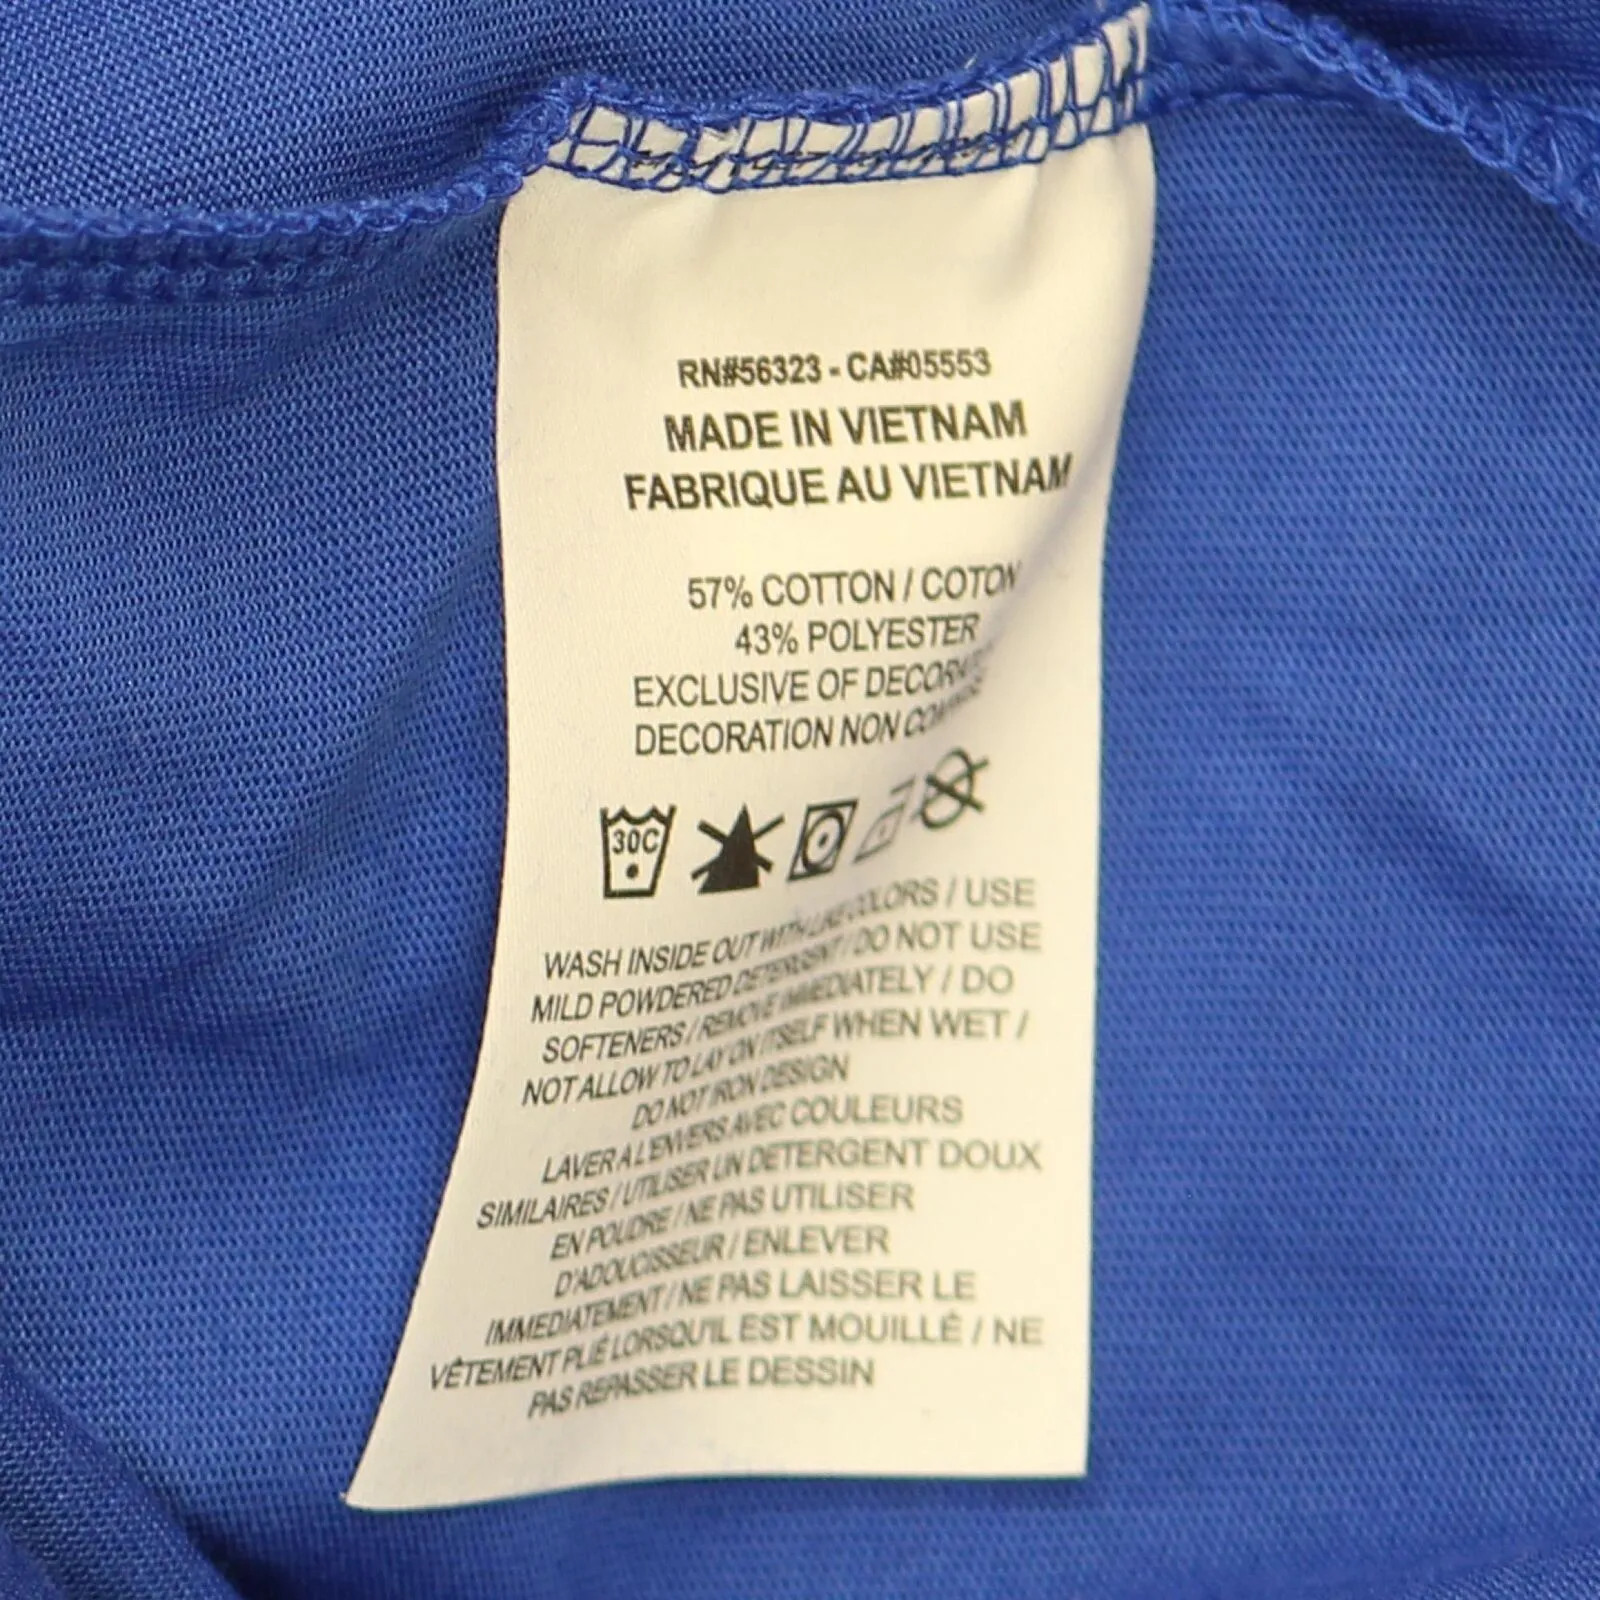 RN#56323 - CA#05553
MADE IN VIETNAM
FABRIQUE AU VIETNAM
57% COTTON / COTON
43% POLYESTER
EXCLUSIVE OF
DECORATION NON
30C
WASH INSIDE OUT WITH LIKE COLORS / USE
MILD POWDERED DETERGENT / DO NOT USE
SOFTENERS / REMOVE IMMEDIATELY / DO
NOT ALLOW TO LAY ON ITSELF WHEN WET /
DO NOT IRON DESIGN
LAVER A L'ENVERS AVEC COULEURS
SIMILAIRES / UTILISER UN DETERGENT DOUX
EN POUDRE / NE PAS UTILISER
D'ADOUCISSEUR / ENLEVER
IMMEDIATEMENT / NE PAS LAISSER LE
VÊTEMENT PLIÉ LORSQU'IL EST MOUILLÉ / NE
PAS REPASSER LE DESSIN